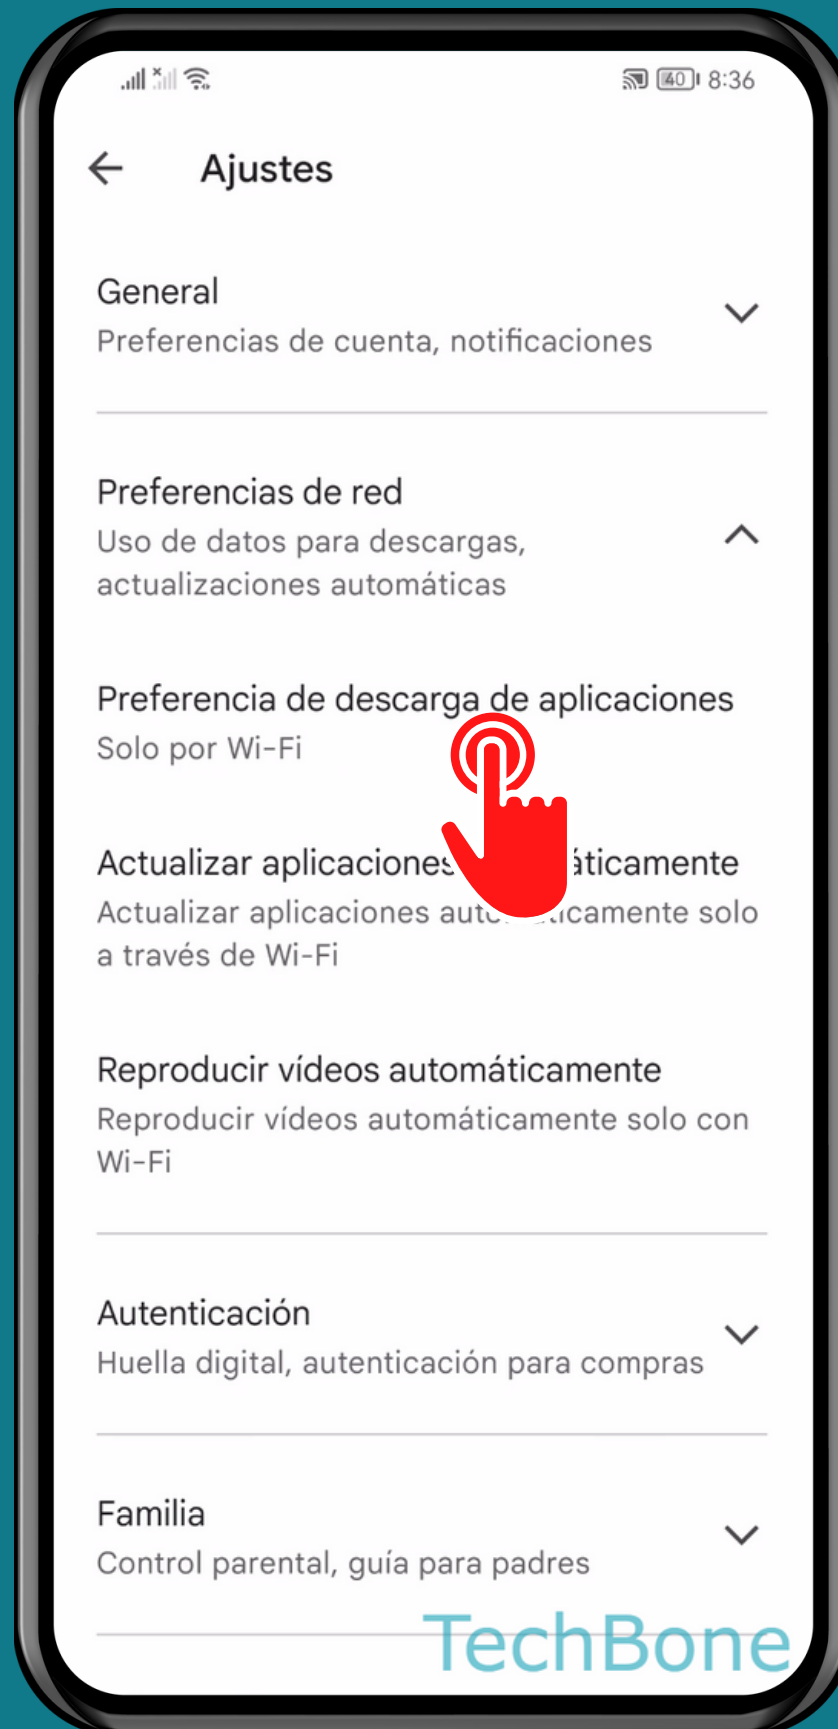 40 8:36
Ajustes
General
Preferencias de cuenta, notificaciones
Preferencias de red
Uso de datos para descargas,
actualizaciones automáticas
Preferencia de descarga de aplicaciones
Solo por Wi-Fi
Actualizar aplicaciones
Actualizar aplicaciones solo
a través de Wi-Fi
Reproducir vídeos automáticamente
Reproducir vídeos automáticamente solo con
Wi-Fi
Autenticación
Huella digital, autenticación para compras
Familia
Control parental, guía para padres
TechBone